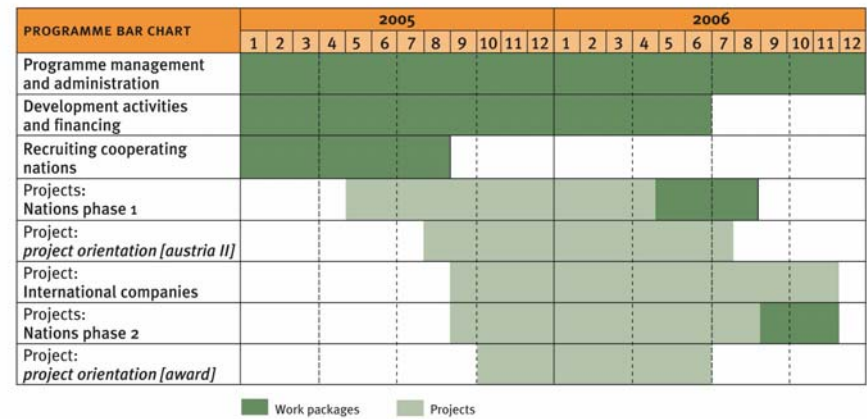 PROGRAMME BAR CHART
2005
2006
1 2 3 4 5 6 7 8 9 10 11 12 1 2 3 4 5 6 7 8 9 10 11 12
Programme management
and administration
Development activities
and financing
Recruiting cooperating
nations
Projects:
Nations phase 1
Project:
project orientation [austria II]
Project:
International companies
Projects:
Nations phase 2
Project:
project orientation [award]
Work packages
Projects